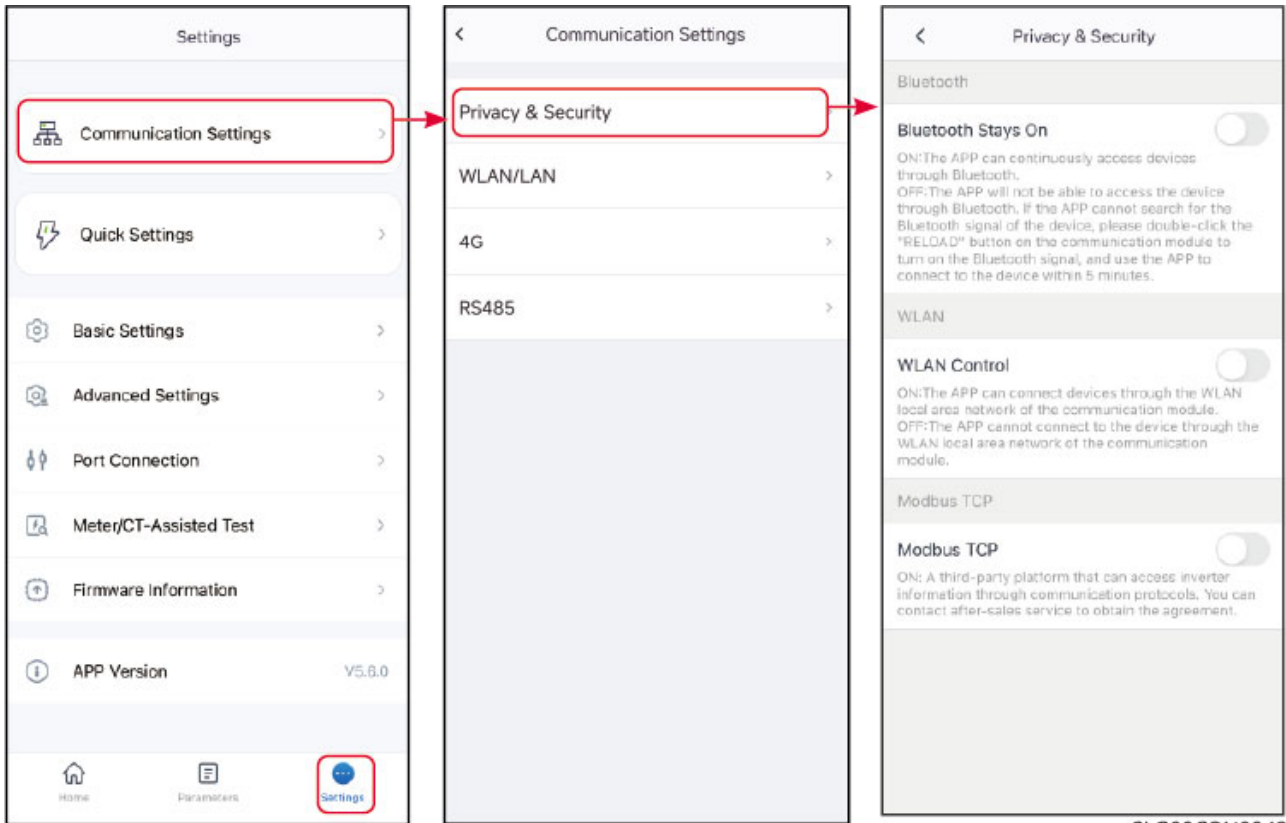 Settings
Communication Settings
Quick Settings
Basic Settings
Advanced Settings
Port Connection
Meter/CT-Assisted Test
Firmware Information
APP Version V5.6.0
Home Parameters Settings
Communication Settings
Privacy & Security
WLAN/LAN
4G
RS485
Privacy & Security
Bluetooth
Bluetooth Stays On
ON:The APP can continuously access devices
through Bluetooth.
OFF:The APP will not be able to access the device
through Bluetooth. If the APP cannot search for the
Bluetooth signal of the device, please double-click the
"RELOAD" button on the communication module to
turn on the Bluetooth signal, and use the APP to
connect to the device within 5 minutes.
WLAN
WLAN Control
ON:The APP can connect devices through the WLAN
local area network of the communication module.
OFF:The APP cannot connect to the device through the
WLAN local area network of the communication
module.
Modbus TCP
Modbus TCP
ON: A third-party platform that can access inverter
information through communication protocols. You can
contact after-sales service to obtain the agreement.